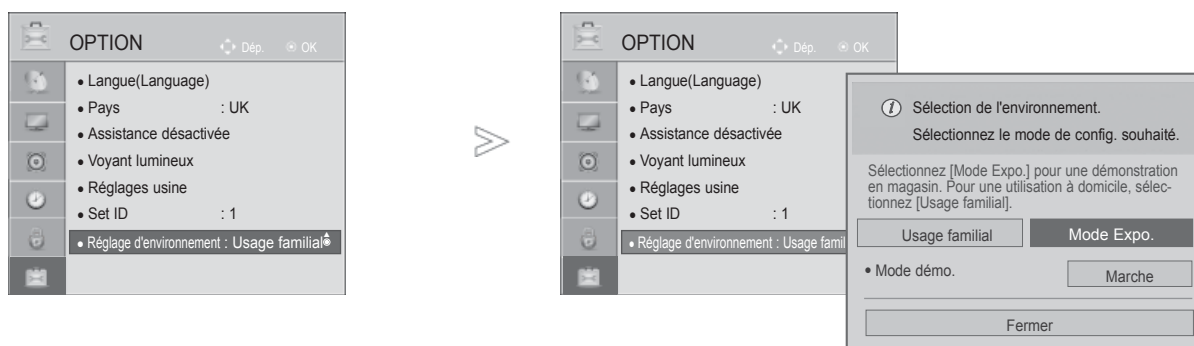 OPTION
Dép. OK
• Langue(Language)
• Pays : UK
• Assistance désactivée
• Voyant lumineux
• Réglages usine
• Set ID : 1
• Réglage d'environnement : Usage familial
>
OPTION
Dép. OK
• Langue(Language)
• Pays : UK
• Assistance désactivée
• Voyant lumineux
• Réglages usine
• Set ID : 1
• Réglage d'environnement : Usage famil
i Sélection de l'environnement.
Sélectionnez le mode de config. souhaité.
Sélectionnez [Mode Expo.] pour une démonstration
en magasin. Pour une utilisation à domicile, sélec-
tionnez [Usage familial].
Usage familial Mode Expo.
• Mode démo. Marche
Fermer